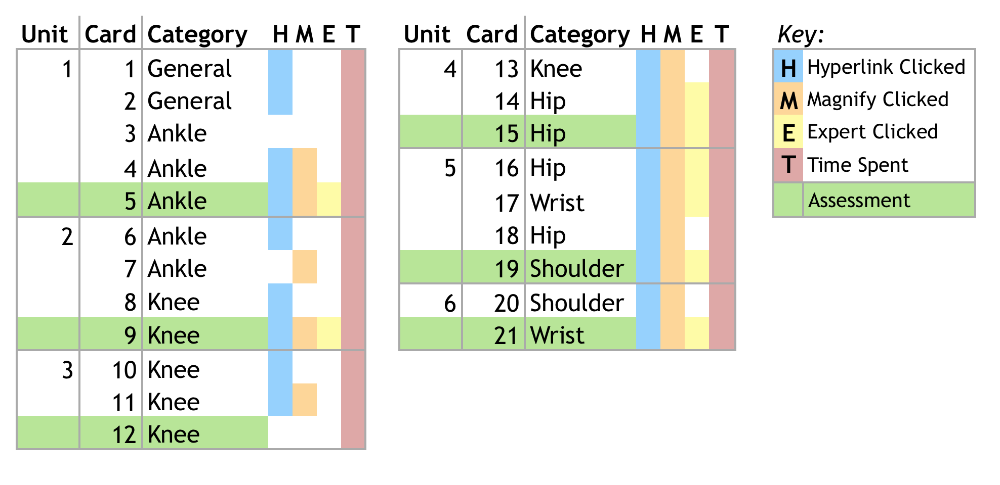 Unit Card Category H M E T
1 1 General
2 General
3 Ankle
4 Ankle
5 Ankle
2 6 Ankle
7 Ankle
8 Knee
9 Knee
3 10 Knee
11 Knee
12 Knee
Unit Card Category H M E T
4 13 Knee
14 Hip
15 Hip
5 16 Hip
17 Wrist
18 Hip
19 Shoulder
6 20 Shoulder
21 Wrist
Key:
H Hyperlink Clicked
M Magnify Clicked
E Expert Clicked
T Time Spent
Assessment